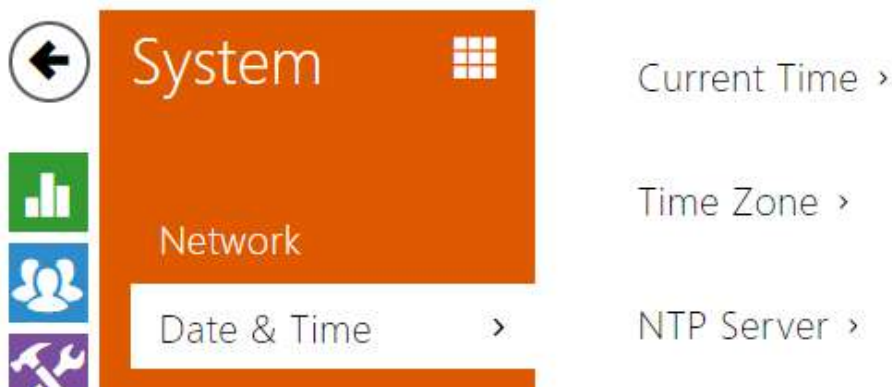 System
Network
Date & Time
Current Time
Time Zone
NTP Server